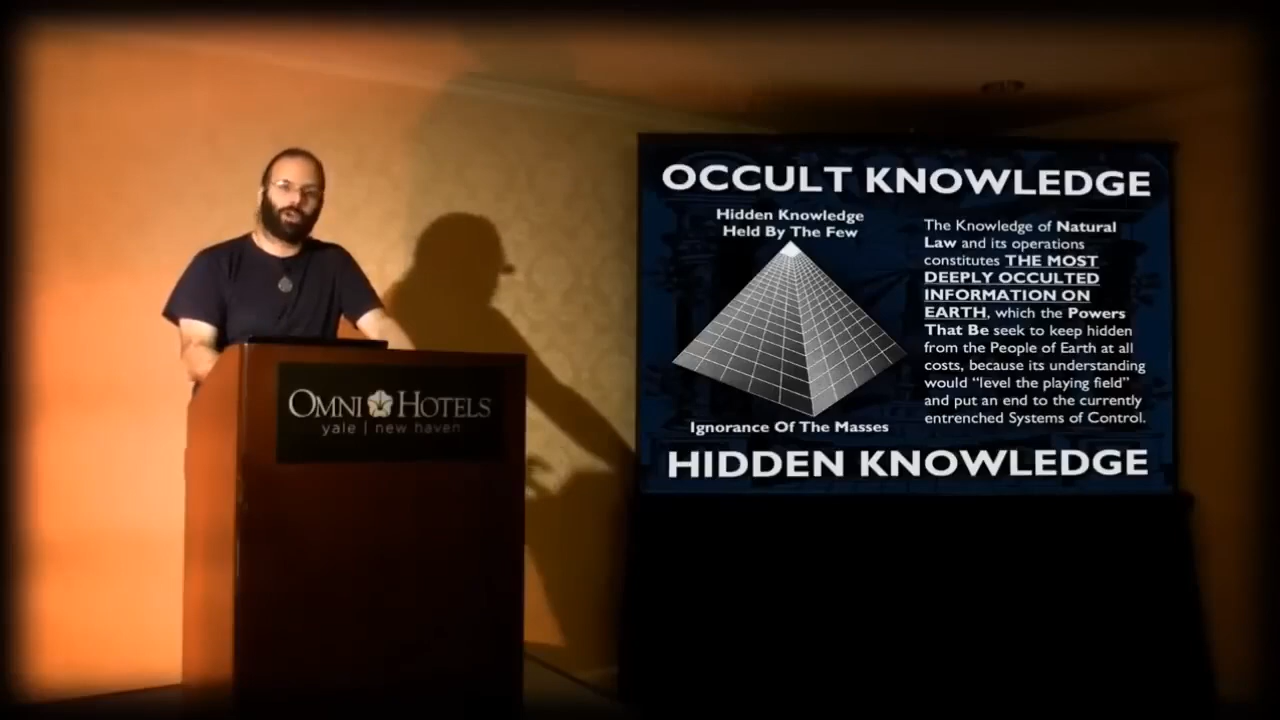 OMNI HOTELS
yale | new haven
OCCULT KNOWLEDGE
Hidden Knowledge
Held By The Few
Ignorance Of The Masses
The Knowledge of Natural
Law and its operations
constitutes THE MOST
DEEPLY OCCULTED
INFORMATION ON
EARTH, which the Powers
That Be seek to keep hidden
from the People of Earth at all
costs, because its understanding
would “level the playing field”
and put an end to the currently
entrenched Systems of Control.
HIDDEN KNOWLEDGE